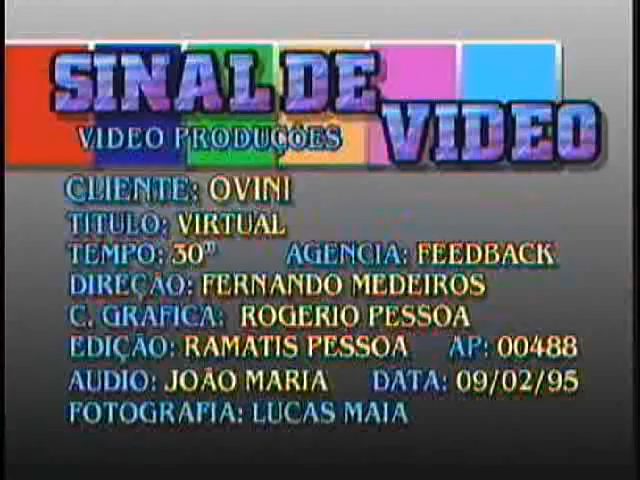 SINAL DE
VIDEO
VIDEO PRODUÇÕES
CLIENTE: OVINI
TITULO: VIRTUAL
TEMPO: 30" AGENCIA: FEEDBACK
DIREÇÃO: FERNANDO MEDEIROS
C. GRAFICA: ROGERIO PESSOA
EDIÇÃO: RAMATIS PESSOA AP: 00488
AUDIO: JOÃO MARIA DATA: 09/02/95
FOTOGRAFIA: LUCAS MAIA